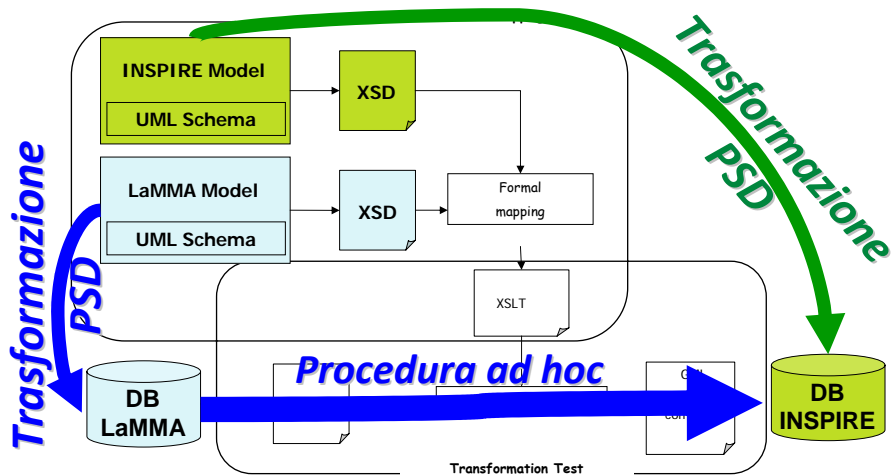 INSPIRE Model
UML Schema
XSD
LaMMA Model
UML Schema
XSD
Formal
mapping
XSLT
Trasformazione
PSD
Trasformazione
PSD
Procedura ad hoc
DB
LaMMA
DB
INSPIRE
Transformation Test